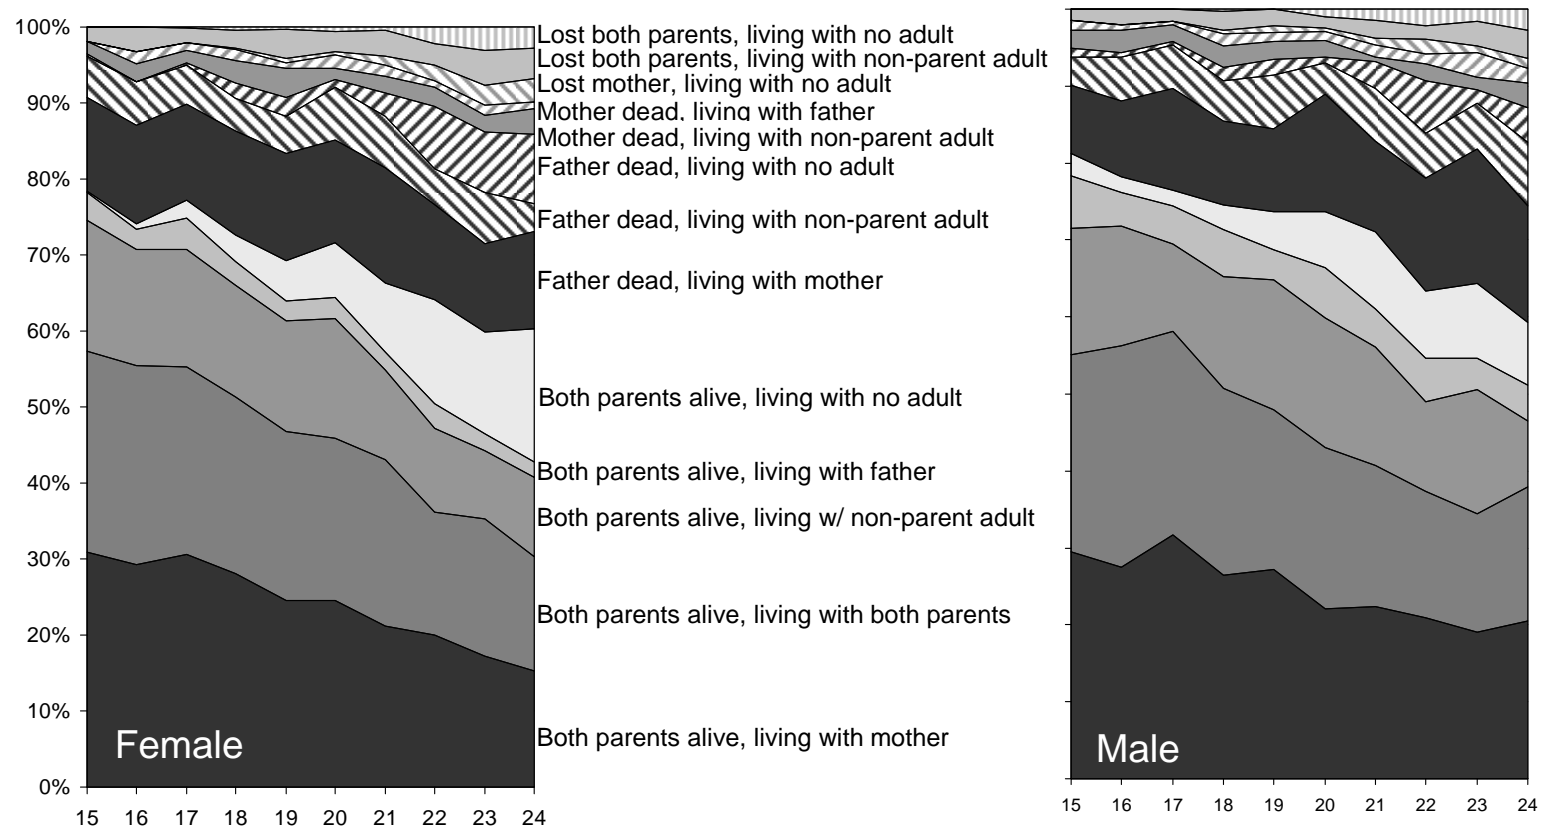 100%
90%
80%
70%
60%
50%
40%
30%
20%
10%
0%
Female
15 16 17 18 19 20 21 22 23 24
Lost both parents, living with no adult
Lost both parents, living with non-parent adult
Lost mother, living with no adult
Mother dead, living with father
Mother dead, living with non-parent adult
Father dead, living with no adult
Father dead, living with non-parent adult
Father dead, living with mother
Both parents alive, living with no adult
Both parents alive, living with father
Both parents alive, living w/ non-parent adult
Both parents alive, living with both parents
Both parents alive, living with mother
Male
15 16 17 18 19 20 21 22 23 24